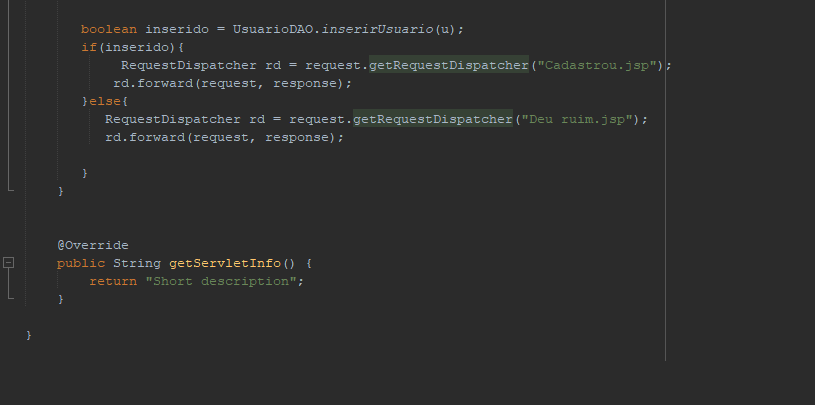 boolean inserido = UsuarioDAO.inserirUsuario(u);
if(inserido){
RequestDispatcher rd = request.getRequestDispatcher("Cadastrou.jsp");
rd.forward(request, response);
}else{
RequestDispatcher rd = request.getRequestDispatcher("Deu ruim.jsp");
rd.forward(request, response);
}
}
@Override
public String getServletInfo() {
return "Short description";
}
}